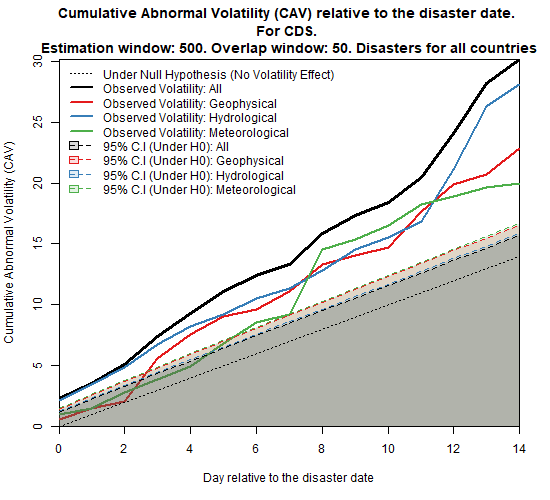 Cumulative Abnormal Volatility (CAV) relative to the disaster date.
For CDS.
Estimation window: 500. Overlap window: 50. Disasters for all countries
Under Null Hypothesis (No Volatility Effect)
Observed Volatility: All
Observed Volatility: Geophysical
Observed Volatility: Hydrological
Observed Volatility: Meteorological
95% C.I (Under H0): All
95% C.I (Under H0): Geophysical
95% C.I (Under H0): Hydrological
95% C.I (Under H0): Meteorological
Cumulative Abnormal Volatility (CAV)
30
25
20
15
10
5
0
0 2 4 6 8 10 12 14
Day relative to the disaster date